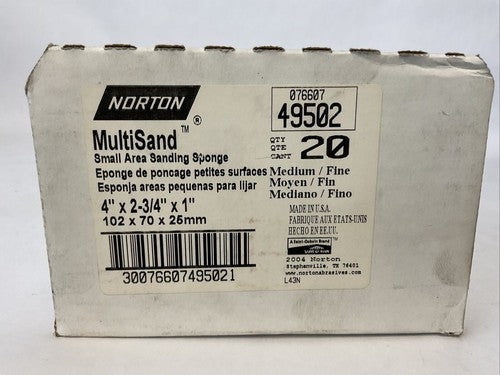 NORTON
®
MultiSand™
Small Area Sanding Sponge
Eponge de poncage petites surfaces
Esponja areas pequenas para lijar
4" x 2-3/4" x 1"
102 x 70 x 25mm
30076607495021
076607
49502
QTY
QTE
CANT
20
Medium / Fine
Moyen / Fin
Mediano / Fino
MADE IN U.S.A.
FABRIQUE AUX ETATS-UNIS
HECHO EN EE.UU.
A Saint-Gobain Brand
2004 Norton
Stephenville, TX 76401
www.nortonabrasives.com
L43N